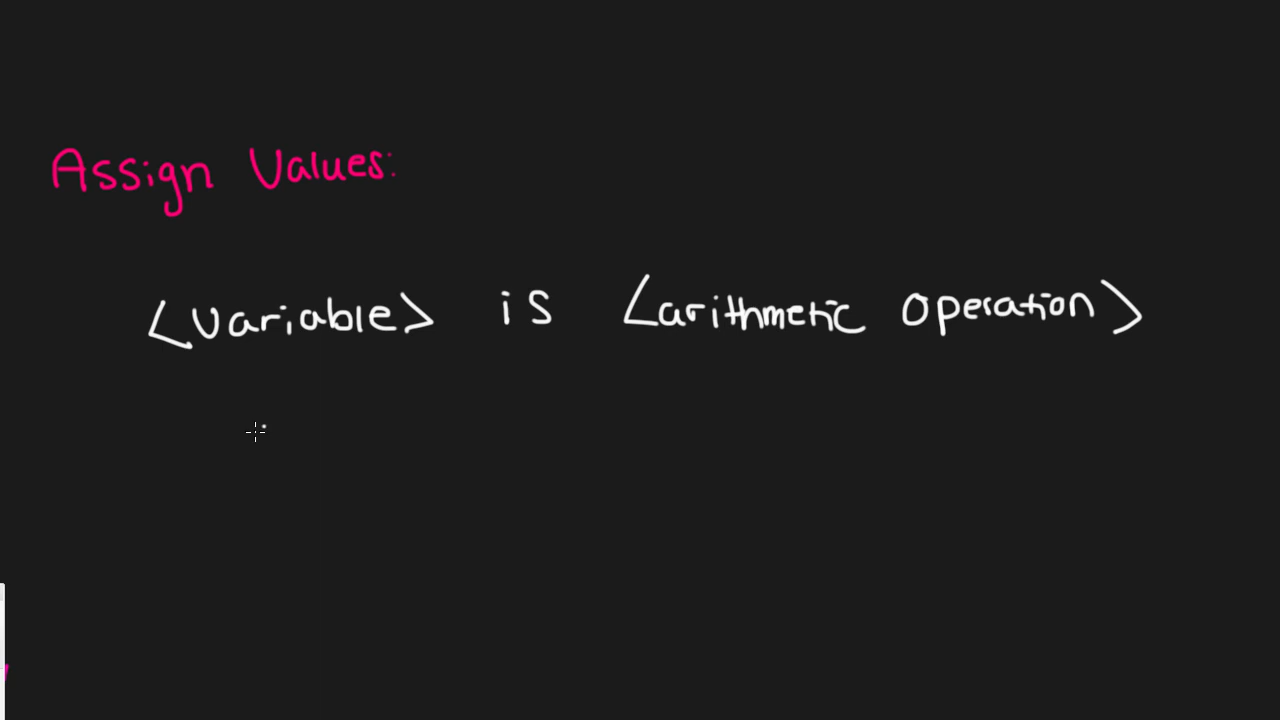 Assign Values:
<variable> is <arithmetic operation>